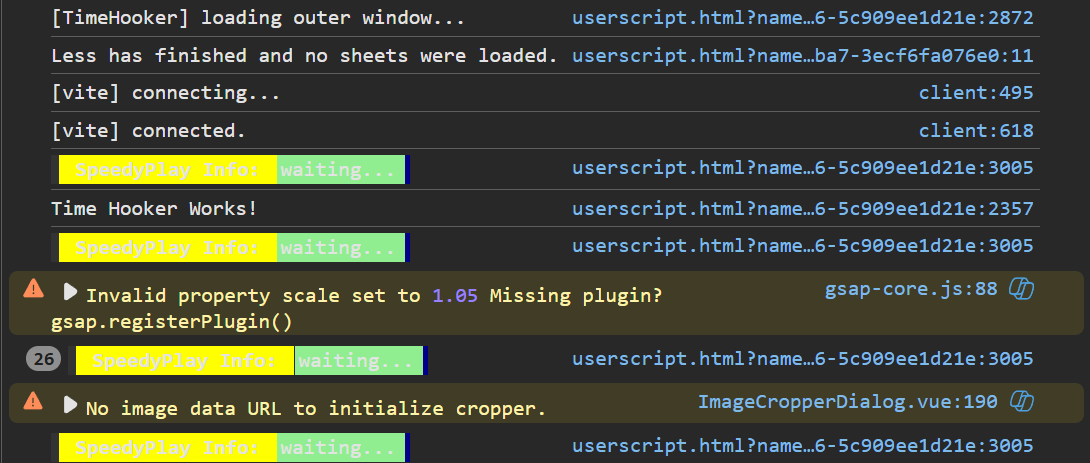 [TimeHooker] loading outer window... userscript.html?name…6-5c909ee1d21e:2872
Less has finished and no sheets were loaded. userscript.html?name…ba7-3ecf6fa076e0:11
[vite] connecting... client:495
[vite] connected. client:618
SpeedyPlay Info: waiting... userscript.html?name…6-5c909ee1d21e:3005
Time Hooker Works! userscript.html?name…6-5c909ee1d21e:2357
SpeedyPlay Info: waiting... userscript.html?name…6-5c909ee1d21e:3005
Invalid property scale set to 1.05 Missing plugin? gsap-core.js:88
gsap.registerPlugin()
26 SpeedyPlay Info: waiting... userscript.html?name…6-5c909ee1d21e:3005
No image data URL to initialize cropper. ImageCropperDialog.vue:190
SpeedyPlay Info: waiting... userscript.html?name…6-5c909ee1d21e:3005